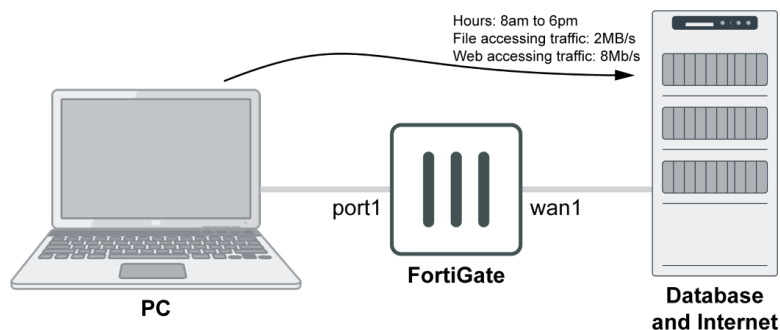 Hours: 8am to 6pm
File accessing traffic: 2MB/s
Web accessing traffic: 8Mb/s
port1
wan1
FortiGate
PC
Database
and Internet